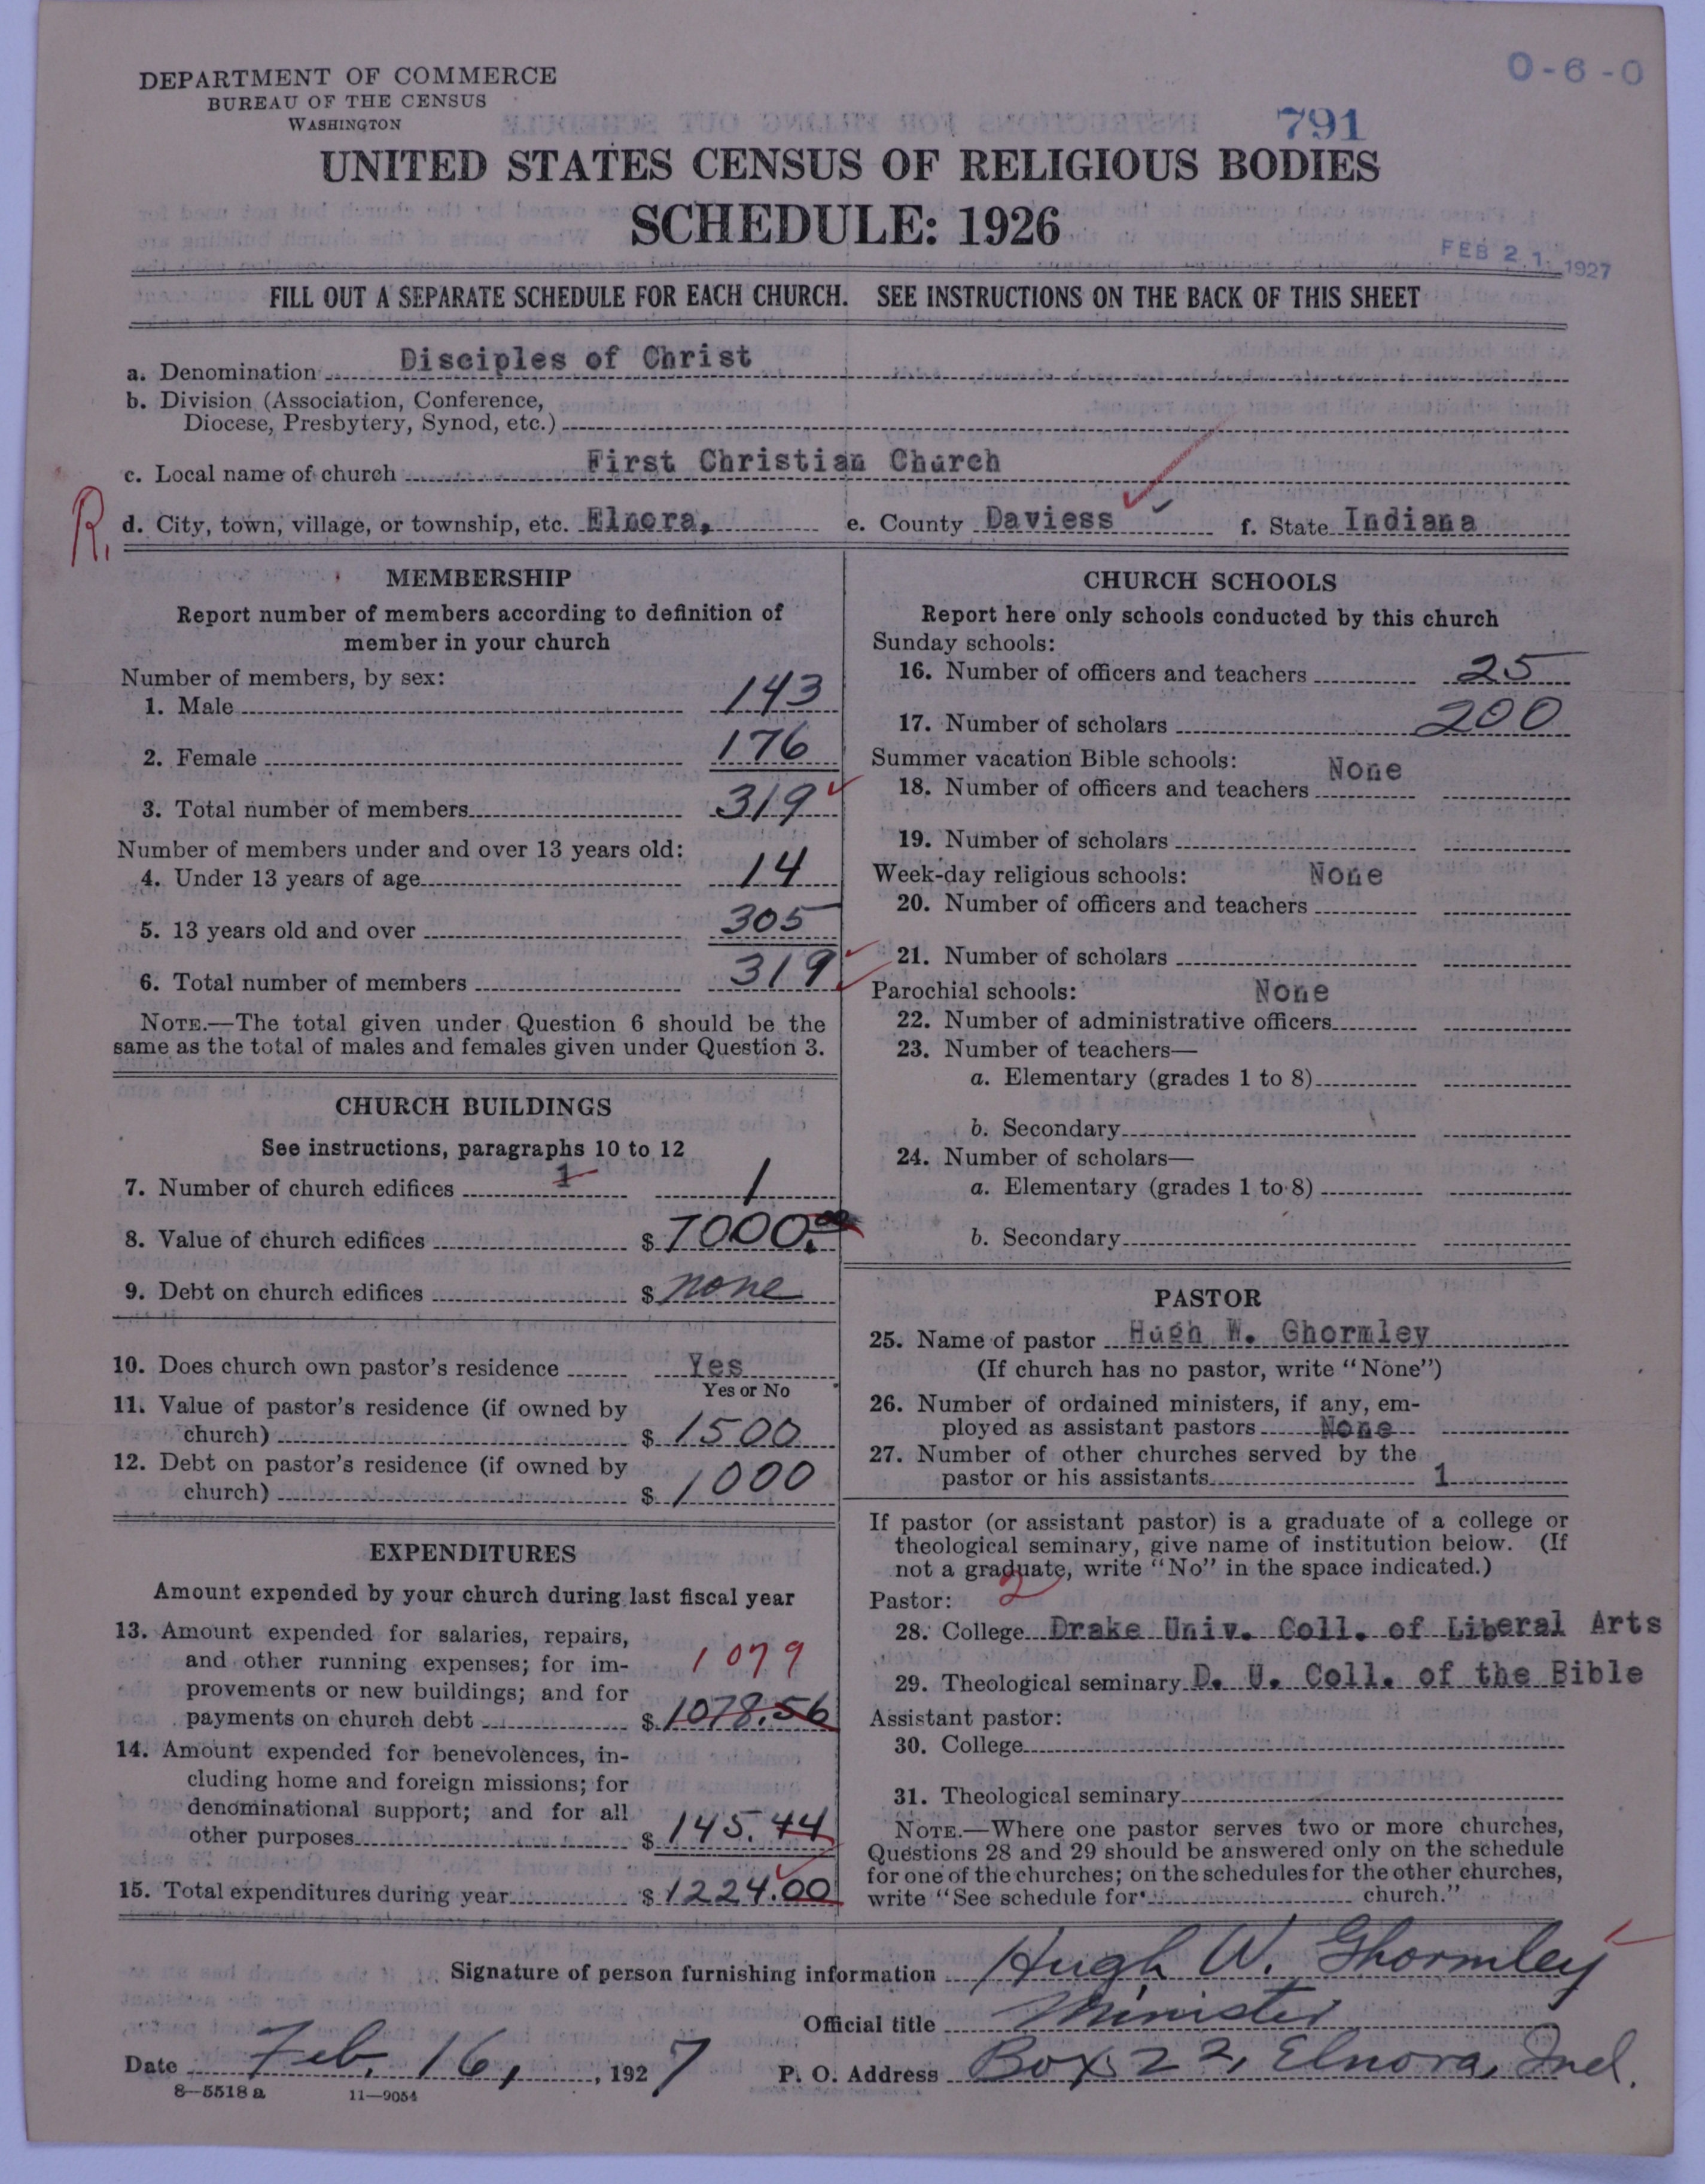 DEPARTMENT OF COMMERCE
BUREAU OF THE CENSUS
WASHINGTON
O-6-0
791
UNITED STATES CENSUS OF RELIGIOUS BODIES
SCHEDULE: 1926
FEB 21 1927
FILL OUT A SEPARATE SCHEDULE FOR EACH CHURCH. SEE INSTRUCTIONS ON THE BACK OF THIS SHEET
a. Denomination Disciples of Christ
b. Division (Association, Conference,
Diocese, Presbytery, Synod, etc.)
c. Local name of church First Christian Church
R.
d. City, town, village, or township, etc. Elnora, e. County Daviess f. State Indiana
MEMBERSHIP
Report number of members according to definition of
member in your church
Number of members, by sex:
1. Male 143
2. Female 176
3. Total number of members 319
Number of members under and over 13 years old:
4. Under 13 years of age 14
5. 13 years old and over 305
6. Total number of members 319
NOTE.—The total given under Question 6 should be the
same as the total of males and females given under Question 3.
CHURCH BUILDINGS
See instructions, paragraphs 10 to 12
7. Number of church edifices 1 1
8. Value of church edifices $ 7000.00
9. Debt on church edifices $ none
10. Does church own pastor's residence Yes
Yes or No
11. Value of pastor's residence (if owned by
church) $ 1500
12. Debt on pastor's residence (if owned by
church) $ 1000
EXPENDITURES
Amount expended by your church during last fiscal year
13. Amount expended for salaries, repairs,
and other running expenses; for im-
1079
provements or new buildings; and for
payments on church debt $ 1078.56
14. Amount expended for benevolences, in-
cluding home and foreign missions; for
denominational support; and for all
other purposes $ 145.44
15. Total expenditures during year $ 1224.00
CHURCH SCHOOLS
Report here only schools conducted by this church
Sunday schools:
16. Number of officers and teachers 25
17. Number of scholars 200
Summer vacation Bible schools:
18. Number of officers and teachers None
19. Number of scholars
Week-day religious schools: None
20. Number of officers and teachers
21. Number of scholars
Parochial schools: None
22. Number of administrative officers
23. Number of teachers—
a. Elementary (grades 1 to 8)
b. Secondary
24. Number of scholars—
a. Elementary (grades 1 to 8)
b. Secondary
PASTOR
25. Name of pastor Hugh W. Ghormley
(If church has no pastor, write "None")
26. Number of ordained ministers, if any, em-
ployed as assistant pastors None
27. Number of other churches served by the
pastor or his assistants 1
If pastor (or assistant pastor) is a graduate of a college or
theological seminary, give name of institution below. (If
not a graduate, write "No" in the space indicated.)
Pastor: 2
28. College Drake Univ. Coll. of Liberal Arts
29. Theological seminary D. U. Coll. of the Bible
Assistant pastor:
30. College
31. Theological seminary
NOTE.—Where one pastor serves two or more churches,
Questions 28 and 29 should be answered only on the schedule
for one of the churches; on the schedules for the other churches,
write "See schedule for church."
Signature of person furnishing information Hugh W. Ghormley
Official title Minister
Date Feb. 16, 1927 P. O. Address Box 22, Elnora, Ind.
8—5518 a 11—9054